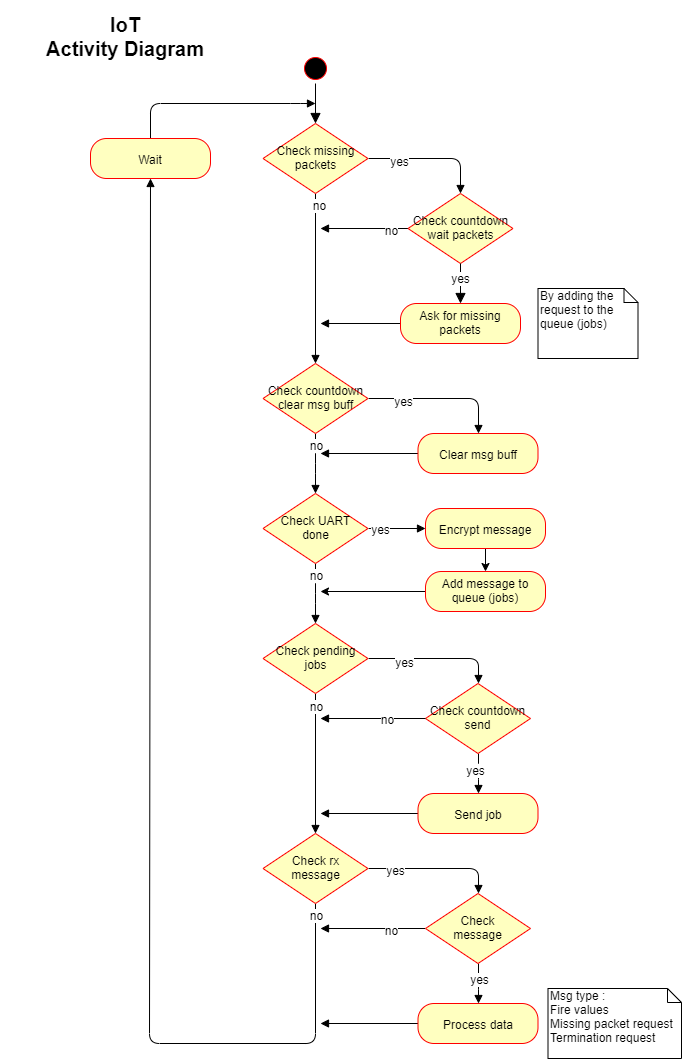 IoT
Activity Diagram
Check missing
packets
yes
Wait
no
Check countdown
wait packets
no
yes
Ask for missing
packets
By adding the
request to the
queue (jobs)
Check countdown
clear msg buff
yes
no
Clear msg buff
Check UART
done
yes
Encrypt message
no
Add message to
queue (jobs)
Check pending
jobs
yes
no
Check countdown
send
no
yes
Send job
Check rx
message
yes
no
Check
message
no
yes
Process data
Msg type :
Fire values
Missing packet request
Termination request